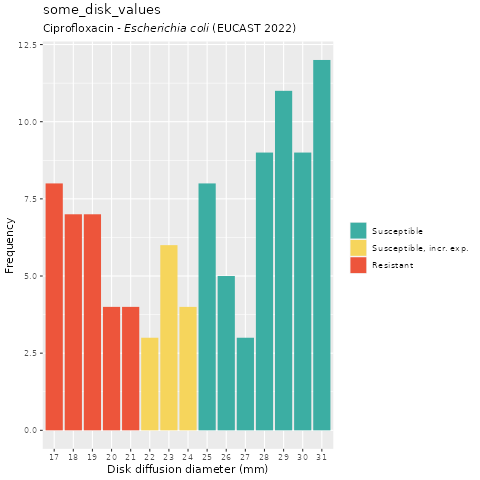 some_disk_values
Ciprofloxacin - Escherichia coli (EUCAST 2022)
12.5
10.0
7.5
5.0
2.5
0.0
Frequency
17 18 19 20 21 22 23 24 25 26 27 28 29 30 31
Disk diffusion diameter (mm)
Susceptible
Susceptible, incr. exp.
Resistant